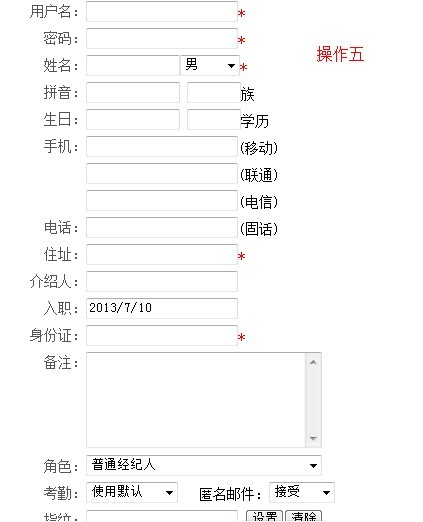 用户名：*
密码：*
操作五
姓名：男*
拼音：族
生日：学历
手机：(移动)
(联通)
(电信)
电话：(固话)
住址：*
介绍人：
入职：2013/7/10
身份证：*
备注：
角色：普通经纪人
考勤：使用默认 匿名邮件：接受
指纹： 设置 清除